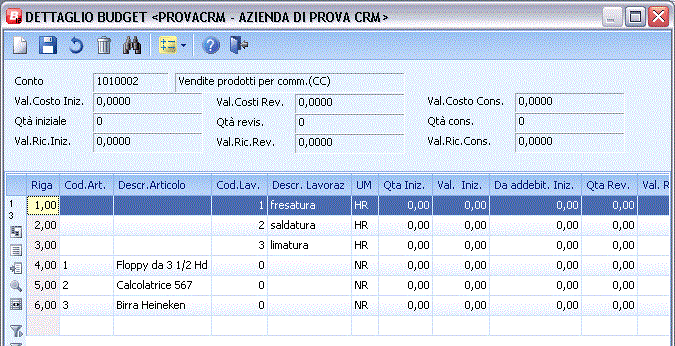 DETTAGLIO BUDGET <PROVACRM - AZIENDA DI PROVA CRM>
Conto 1010002 Vendite prodotti per comm.(CC)
Val.Costo Iniz. 0,0000 Val.Costi Rev. 0,0000 Val.Costo Cons. 0,0000
Qtà iniziale 0 Qtà revis. 0 Qtà cons. 0
Val.Ric.Iniz. 0,0000 Val.Ric.Rev. 0,0000 Val.Ric.Cons. 0,0000
Riga Cod.Art. Descr.Articolo Cod.Lav. Descr. Lavoraz UM Qta Iniz. Val. Iniz. Da addebit. Iniz. Qta Rev. Val. R
1 1,00 1 fresatura HR 0,00 0,00 0,00 0,00
3 2,00 2 saldatura HR 0,00 0,00 0,00 0,00
3,00 3 limatura HR 0,00 0,00 0,00 0,00
4,00 1 Floppy da 3 1/2 Hd 0 NR 0,00 0,00 0,00 0,00
5,00 2 Calcolatrice 567 0 NR 0,00 0,00 0,00 0,00
6,00 3 Birra Heineken 0 NR 0,00 0,00 0,00 0,00